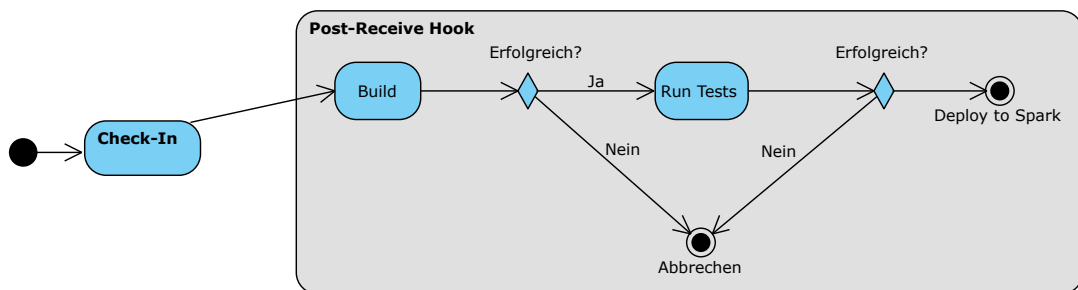 Post-Receive Hook
Erfolgreich?
Erfolgreich?
Build
Ja
Run Tests
Deploy to Spark
Check-In
Nein
Nein
Abbrechen